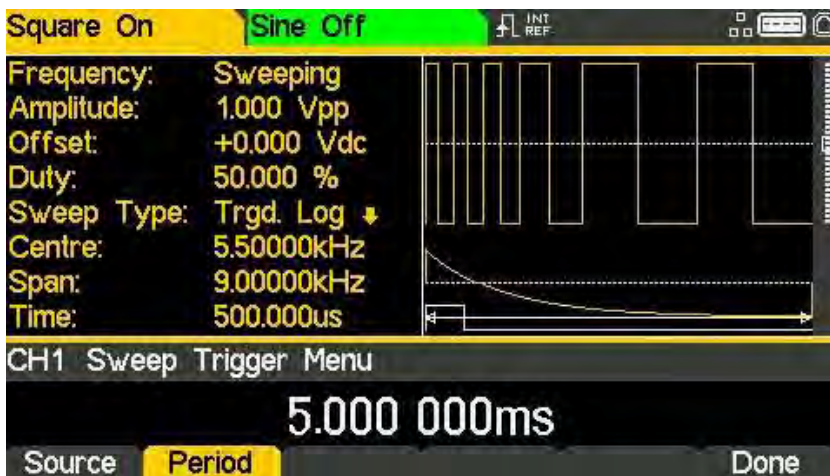 Square On Sine Off INT REF
Frequency: Sweeping
Amplitude: 1.000 Vpp
Offset: +0.000 Vdc
Duty: 50.000 %
Sweep Type: Trgd. Log
Centre: 5.50000kHz
Span: 9.00000kHz
Time: 500.000us
CH1 Sweep Trigger Menu
5.000 000ms
Source Period Done